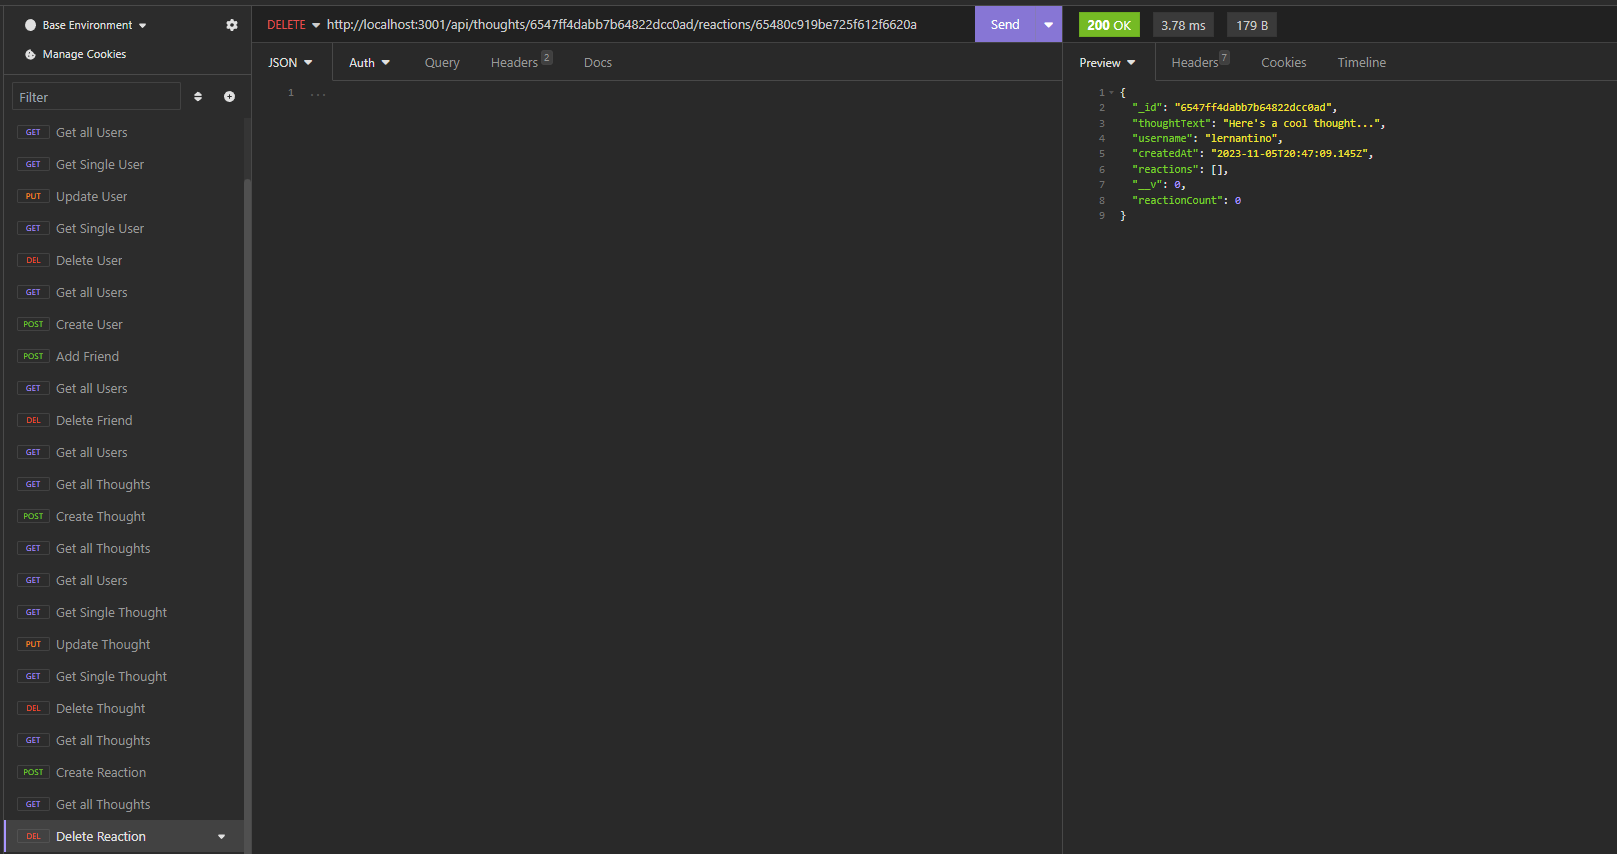 Base Environment
Manage Cookies
Filter
GET Get all Users
GET Get Single User
PUT Update User
GET Get Single User
DEL Delete User
GET Get all Users
POST Create User
POST Add Friend
GET Get all Users
DEL Delete Friend
GET Get all Users
GET Get all Thoughts
POST Create Thought
GET Get all Thoughts
GET Get all Users
GET Get Single Thought
PUT Update Thought
GET Get Single Thought
DEL Delete Thought
GET Get all Thoughts
POST Create Reaction
GET Get all Thoughts
DEL Delete Reaction
DELETE http://localhost:3001/api/thoughts/6547ff4dabb7b64822dcc0ad/reactions/65480c919be725f612f6620a Send
JSON Auth Query Headers 2 Docs
1 ...
200 OK 3.78 ms 179 B
Preview Headers 7 Cookies Timeline
1 {
2 "_id": "6547ff4dabb7b64822dcc0ad",
3 "thoughtText": "Here's a cool thought...",
4 "username": "lernantino",
5 "createdAt": "2023-11-05T20:47:09.145Z",
6 "reactions": [],
7 "__v": 0,
8 "reactionCount": 0
9 }